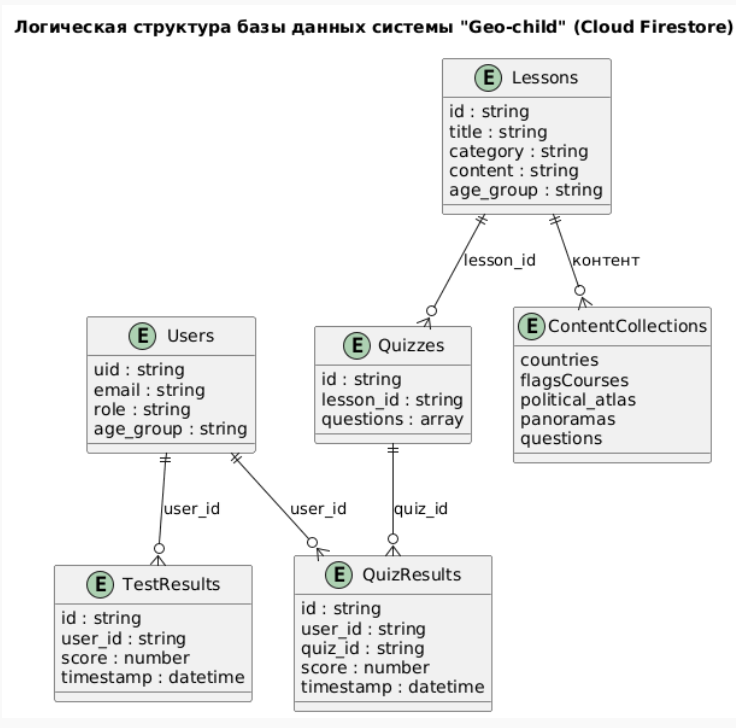 Логическая структура базы данных системы "Geo-child" (Cloud Firestore)
E Lessons
id : string
title : string
category : string
content : string
age_group : string
lesson_id
контент
E Users
uid : string
email : string
role : string
age_group : string
E Quizzes
id : string
lesson_id : string
questions : array
E ContentCollections
countries
flagsCourses
political_atlas
panoramas
questions
user_id
user_id
quiz_id
E TestResults
id : string
user_id : string
score : number
timestamp : datetime
E QuizResults
id : string
user_id : string
quiz_id : string
score : number
timestamp : datetime